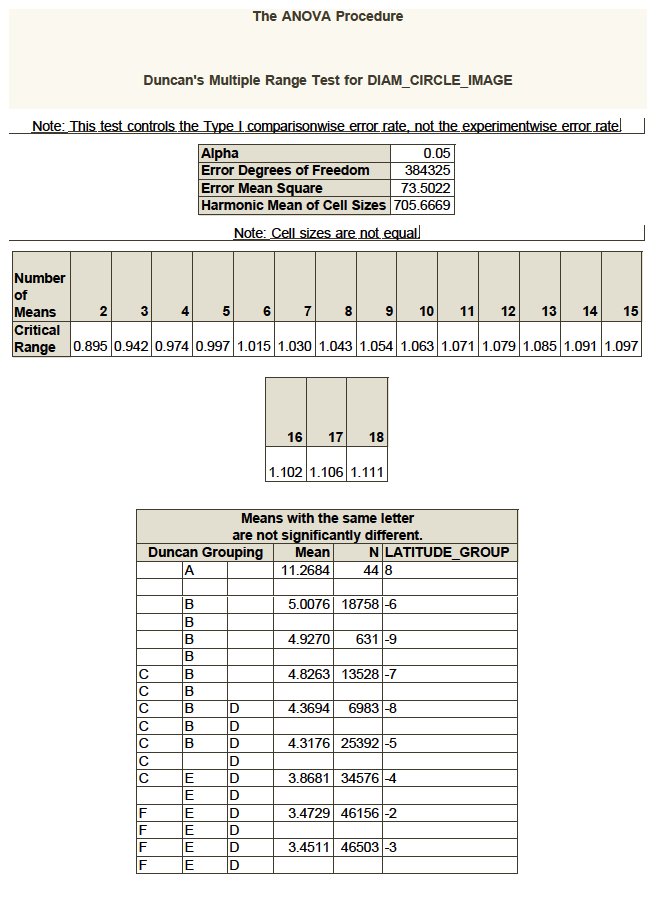 The ANOVA Procedure
Duncan's Multiple Range Test for DIAM_CIRCLE_IMAGE
Note: This test controls the Type I comparisonwise error rate, not the experimentwise error rate.
Alpha 0.05
Error Degrees of Freedom 384325
Error Mean Square 73.5022
Harmonic Mean of Cell Sizes 705.6669
Note: Cell sizes are not equal.
Number
of
Means 2 3 4 5 6 7 8 9 10 11 12 13 14 15
Critical
Range 0.895 0.942 0.974 0.997 1.015 1.030 1.043 1.054 1.063 1.071 1.079 1.085 1.091 1.097
16 17 18
1.102 1.106 1.111
Means with the same letter
are not significantly different.
Duncan Grouping Mean N LATITUDE_GROUP
A 11.2684 44 8
B 5.0076 18758 -6
B
B 4.9270 631 -9
B
C B 4.8263 13528 -7
C B
C B D 4.3694 6983 -8
C B D
C B D 4.3176 25392 -5
C D
C E D 3.8681 34576 -4
E D
F E D 3.4729 46156 -2
F E D
F E D 3.4511 46503 -3
F E D